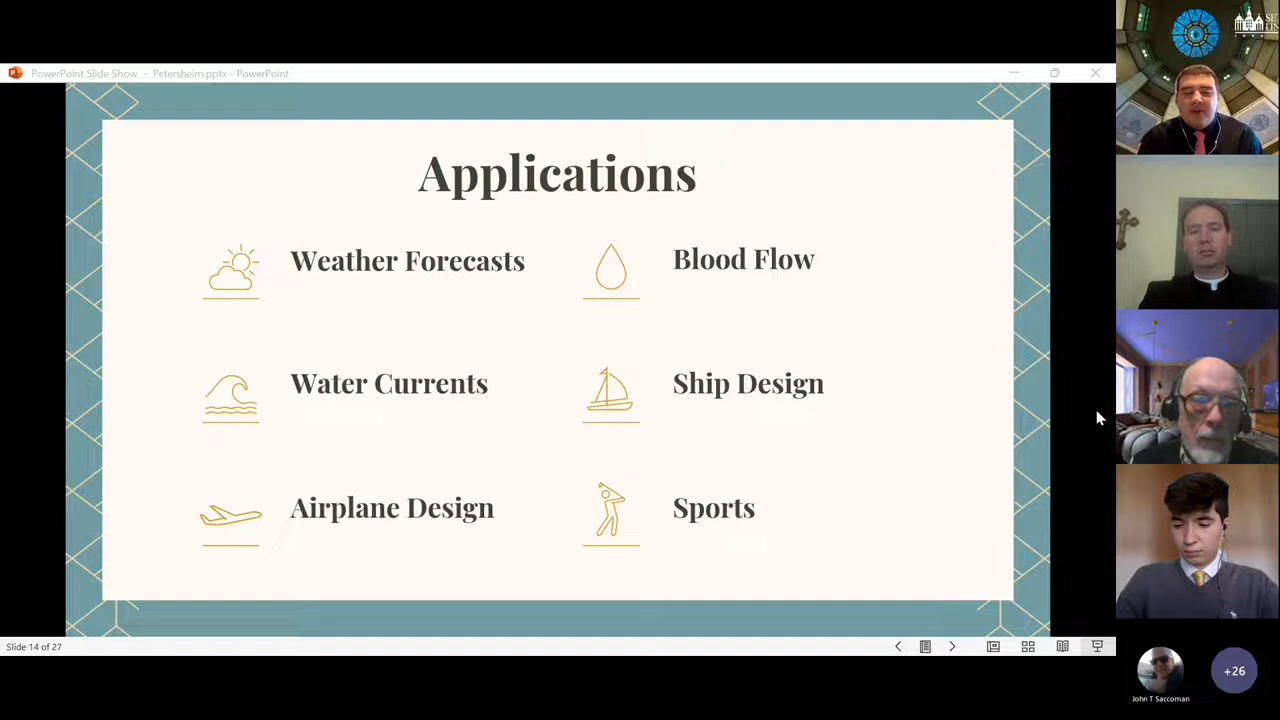 PowerPoint Slide Show - Petersheim.pptx - PowerPoint
Applications
Weather Forecasts
Blood Flow
Water Currents
Ship Design
Airplane Design
Sports
Slide 14 of 27
John T Saccoman
+26